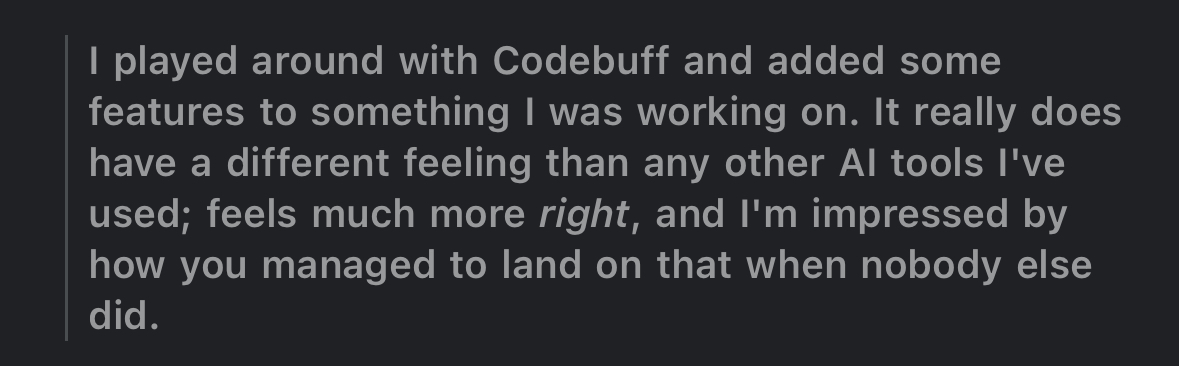 I played around with Codebuff and added some
features to something I was working on. It really does
have a different feeling than any other AI tools I've
used; feels much more right, and I'm impressed by
how you managed to land on that when nobody else
did.